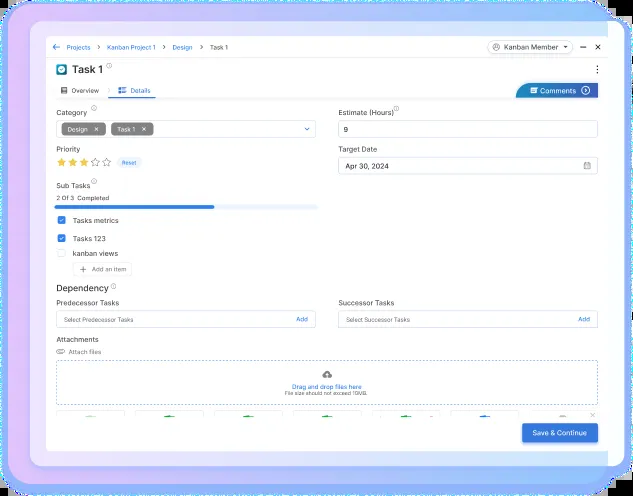 Projects > Kanban Project 1 > Design > Task 1
Kanban Member
Task 1
Overview
Details
Comments
Category
Estimate (Hours)
Design ×
Task 1 ×
9
Priority
Target Date
Reset
Apr 30, 2024
Sub Tasks
2 Of 3 Completed
Tasks metrics
Tasks 123
kanban views
+ Add an item
Dependency
Predecessor Tasks
Successor Tasks
Select Predecessor Tasks
Add
Select Successor Tasks
Add
Attachments
Attach files
Drag and drop files here
File size should not exceed 15MB.
Save & Continue